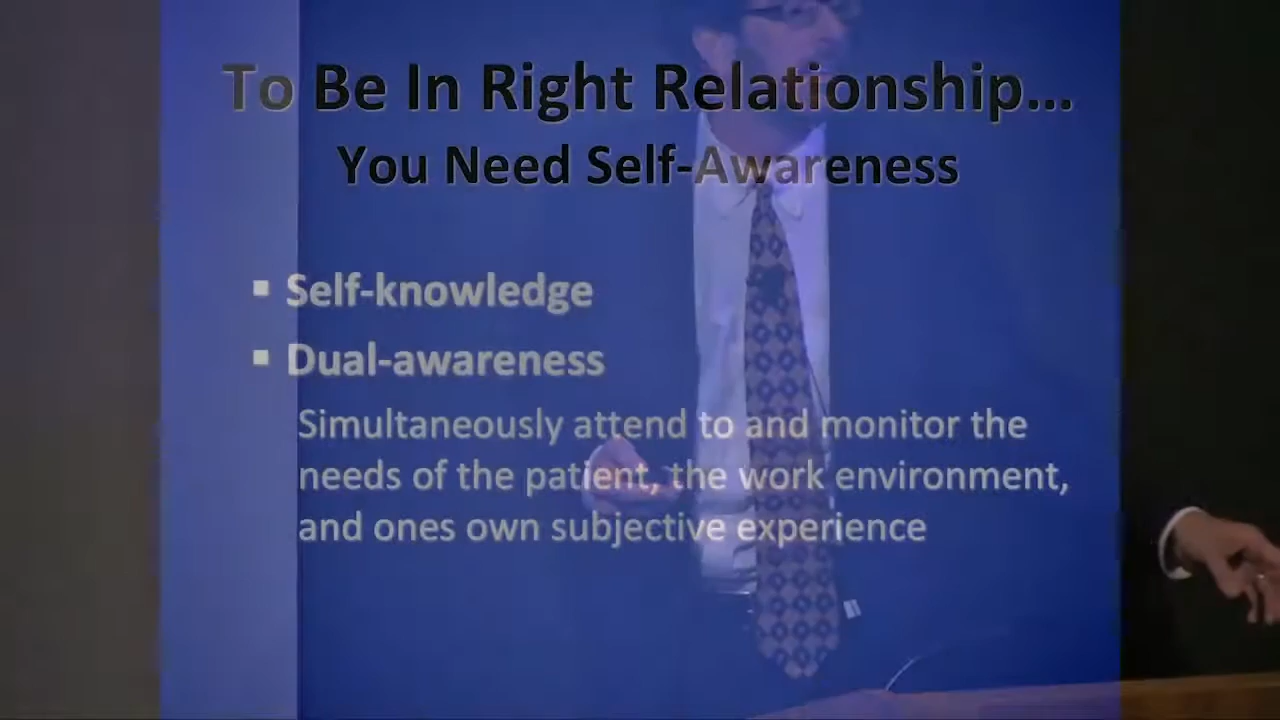 To Be In Right Relationship...
You Need Self-Awareness
▪ Self-knowledge
▪ Dual-awareness
Simultaneously attend to and monitor the
needs of the patient, the work environment,
and ones own subjective experience